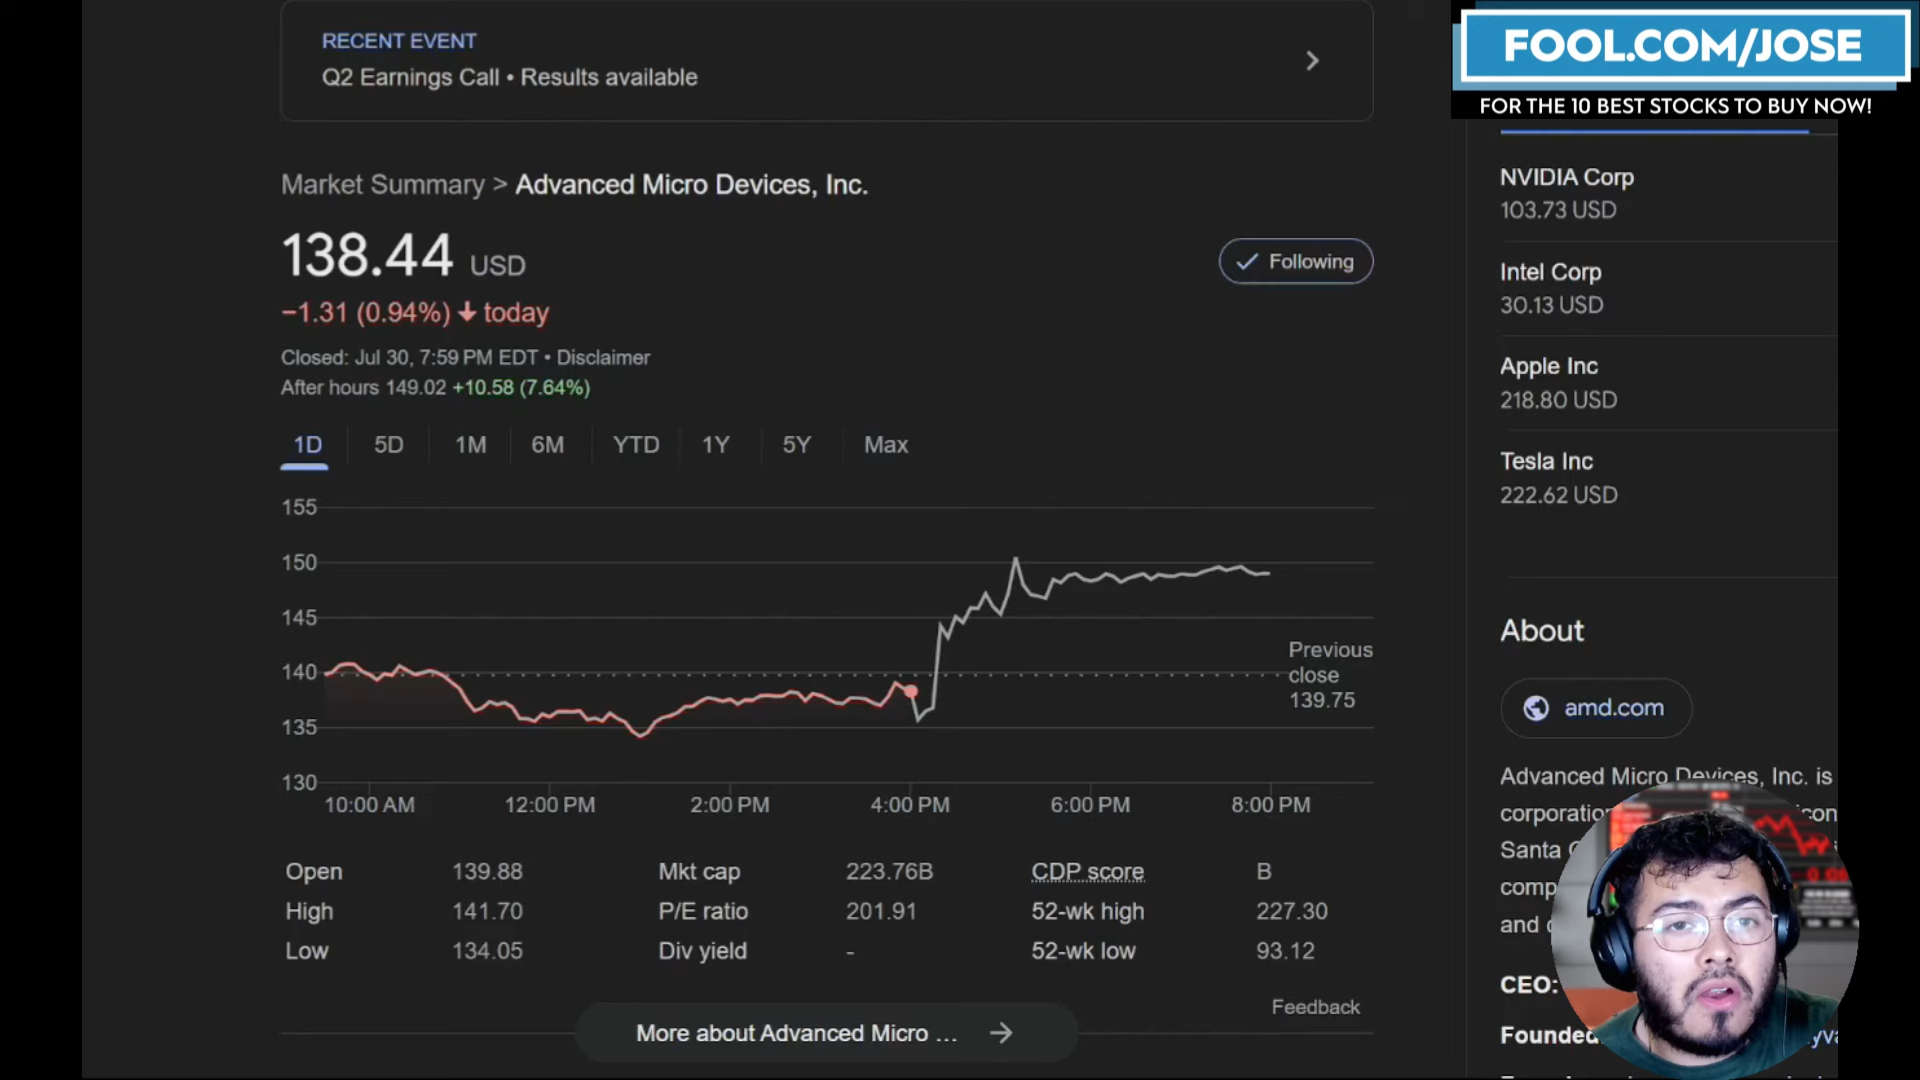 RECENT EVENT
Q2 Earnings Call • Results available
FOOL.COM/JOSE
FOR THE 10 BEST STOCKS TO BUY NOW!
Market Summary > Advanced Micro Devices, Inc.
138.44 USD
−1.31 (0.94%) ↓ today
Closed: Jul 30, 7:59 PM EDT • Disclaimer
After hours 149.02 +10.58 (7.64%)
Following
1D 5D 1M 6M YTD 1Y 5Y Max
155
150
145
140
135
130
Previous
close
139.75
10:00 AM 12:00 PM 2:00 PM 4:00 PM 6:00 PM 8:00 PM
Open 139.88 Mkt cap 223.76B CDP score B
High 141.70 P/E ratio 201.91 52-wk high 227.30
Low 134.05 Div yield - 52-wk low 93.12
Feedback
More about Advanced Micro ... →
NVIDIA Corp
103.73 USD
Intel Corp
30.13 USD
Apple Inc
218.80 USD
Tesla Inc
222.62 USD
About
amd.com
Advanced Micro Devices, Inc. is
Santa
and
CEO:
Founded